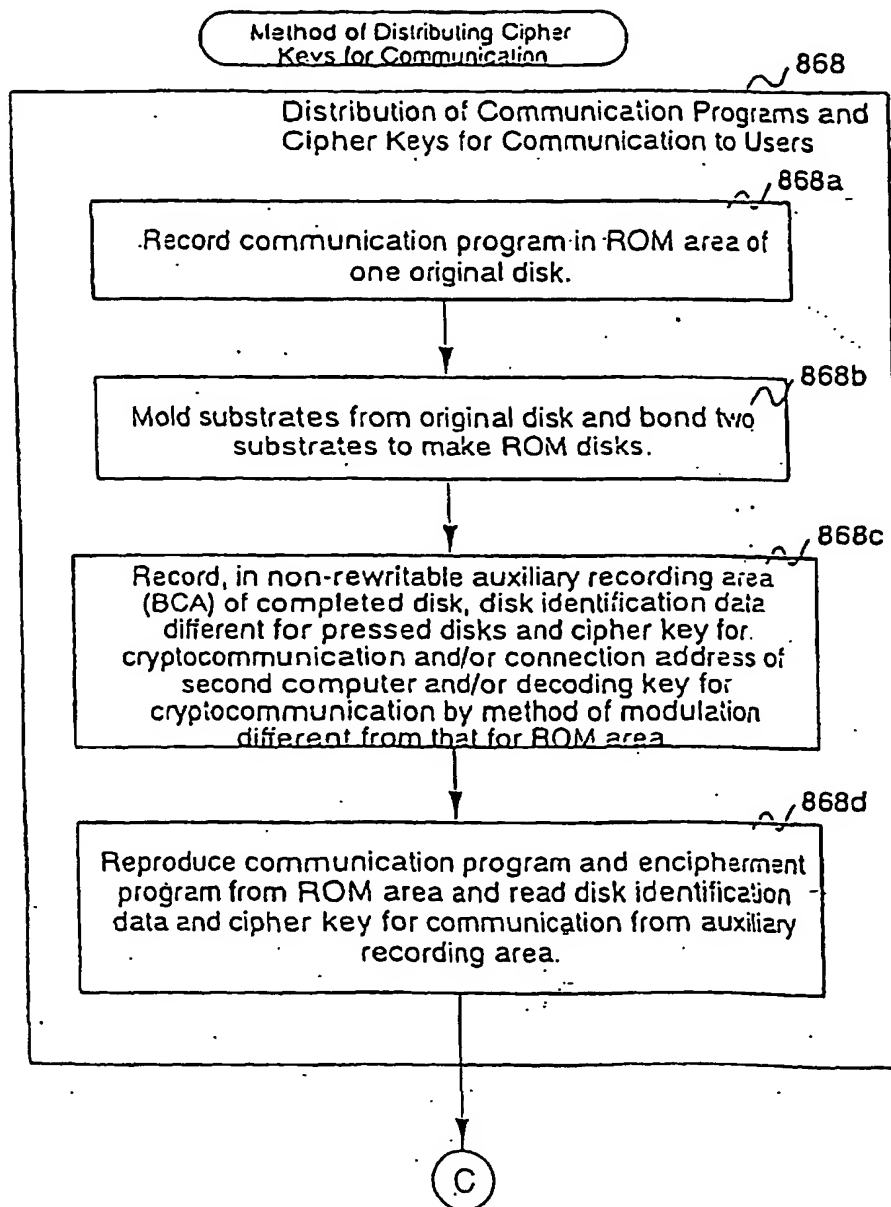 Method of Distributing Cipher
Keys for Communication
868
Distribution of Communication Programs and
Cipher Keys for Communication to Users
868a
Record communication program in ROM area of
one original disk.
868b
Mold substrates from original disk and bond two
substrates to make ROM disks.
868c
Record, in non-rewritable auxiliary recording area
(BCA) of completed disk, disk identification data
different for pressed disks and cipher key for
cryptocommunication and/or connection address of
second computer and/or decoding key for
cryptocommunication by method of modulation
different from that for ROM area
868d
Reproduce communication program and encipherment
program from ROM area and read disk identification
data and cipher key for communication from auxiliary
recording area.
C